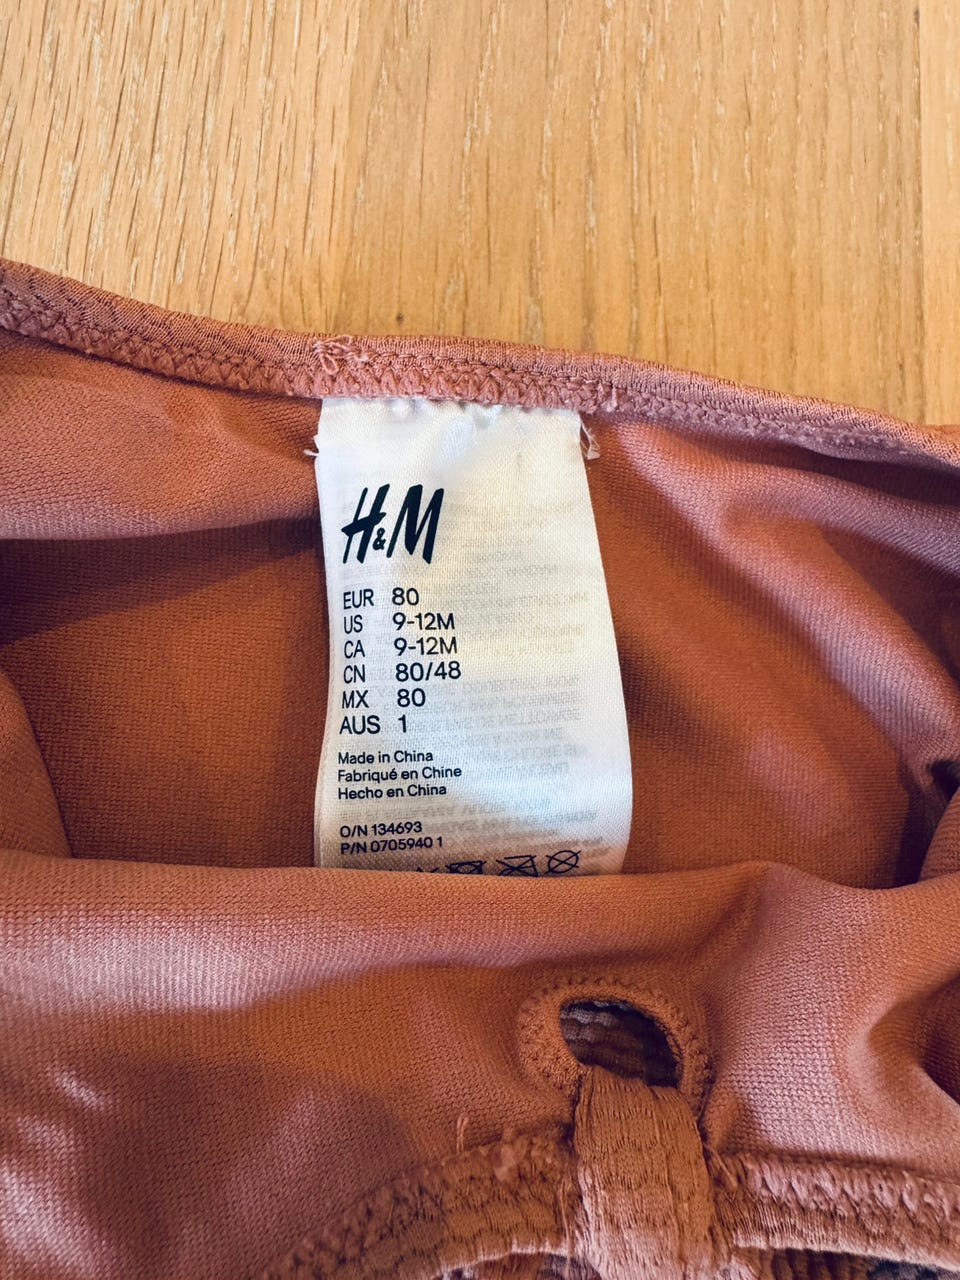 H&M
EUR 80
US 9-12M
CA 9-12M
CN 80/48
MX 80
AUS 1
Made in China
Fabriqué en Chine
Hecho en China
O/N 134693
P/N 0705940 1